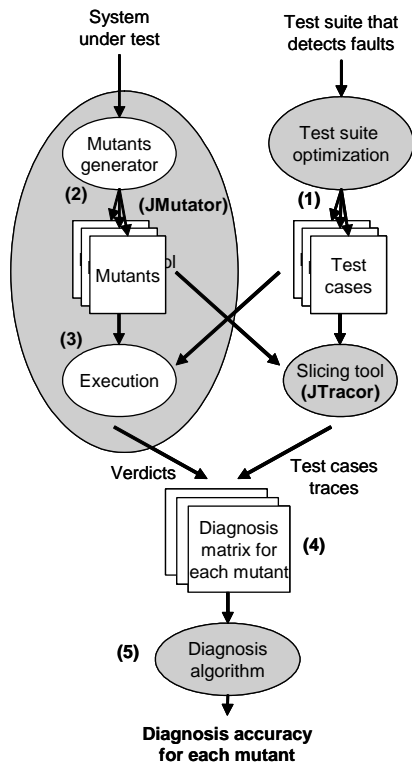 System
under test
Test suite that
detects faults
Mutants
generator
Test suite
optimization
(2)
(JMutator)
(1)
Mutants
Test
cases
(3)
Execution
Slicing tool
(JTracor)
Verdicts
Test cases
traces
Diagnosis
matrix for
each mutant
(4)
(5)
Diagnosis
algorithm
Diagnosis accuracy
for each mutant